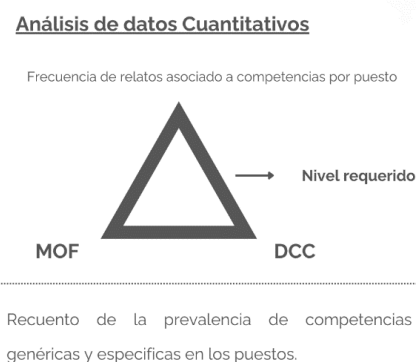 Análisis de datos Cuantitativos
Frecuencia de relatos asociado a competencias por puesto
Nivel requerido
MOF
DCC
Recuento de la prevalencia de competencias
genéricas y especificas en los puestos.